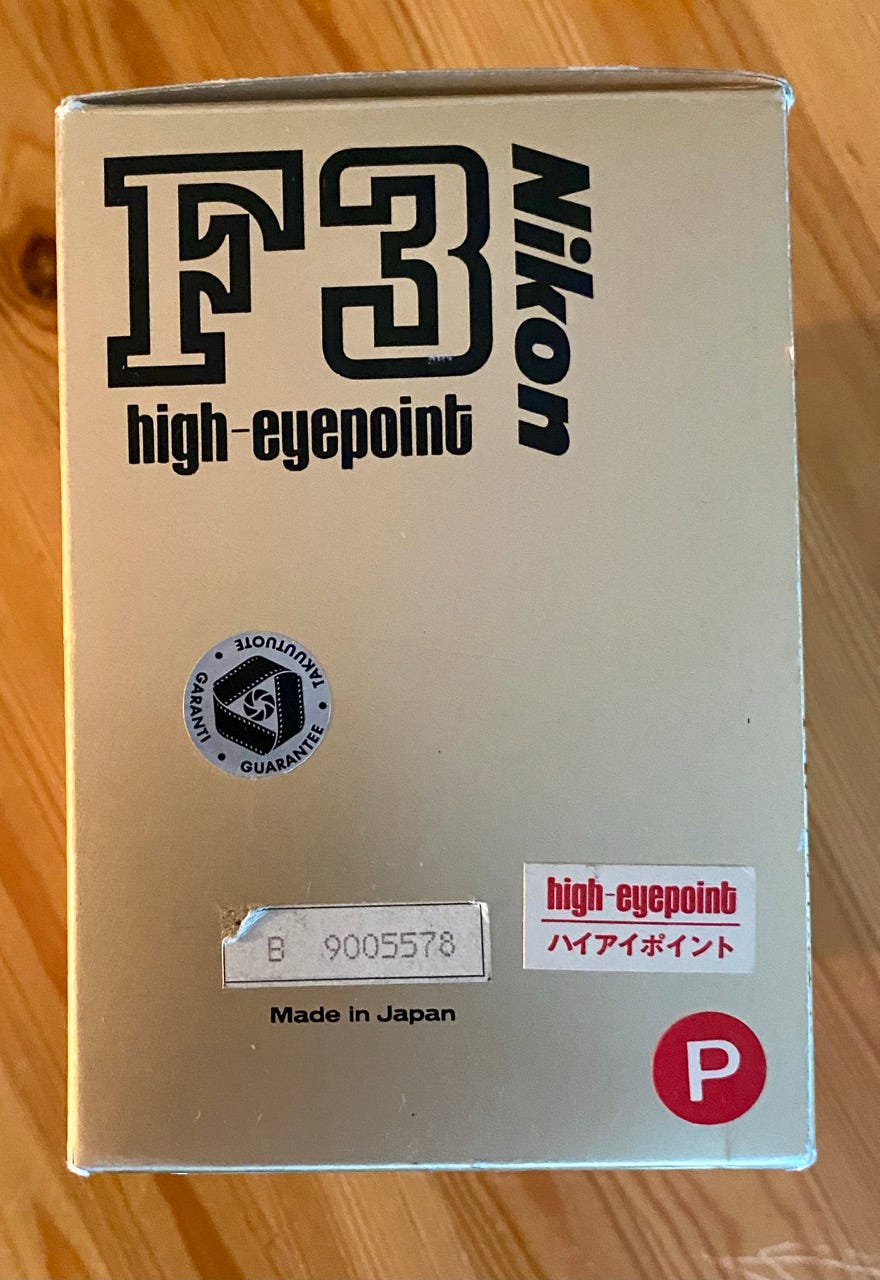 F3
Nikon
high-eyepoint
TAKUUTUOTE • GUARANTEE • GARANTI •
B 9005578
Made in Japan
high-eyepoint
ハイアイポイント
P